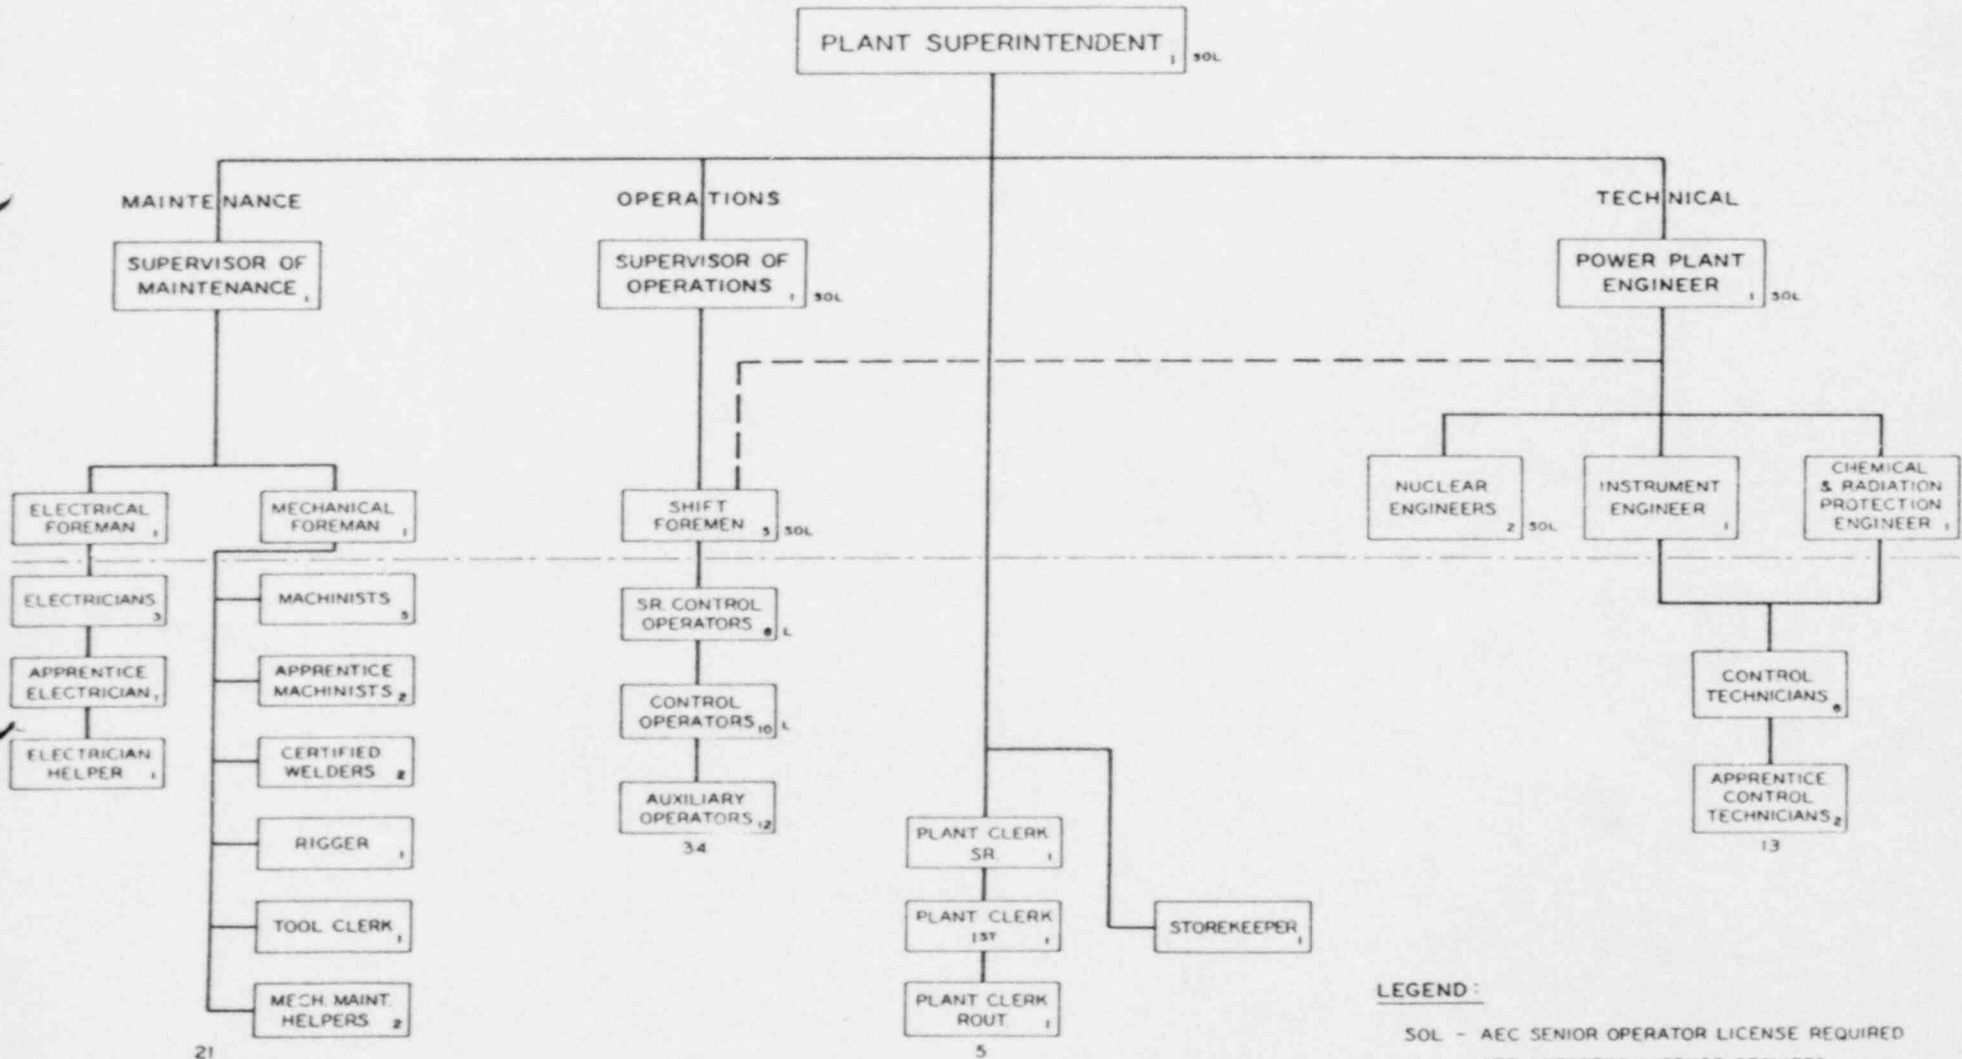 PLANT SUPERINTENDENT
1 SOL
MAINTENANCE
OPERATIONS
TECHNICAL
SUPERVISOR OF
MAINTENANCE 1
SUPERVISOR OF
OPERATIONS 1 SOL
POWER PLANT
ENGINEER 1 SOL
ELECTRICAL
FOREMAN 1
MECHANICAL
FOREMAN 1
SHIFT
FOREMEN 5 SOL
NUCLEAR
ENGINEERS
2 SOL
INSTRUMENT
ENGINEER
1
CHEMICAL
& RADIATION
PROTECTION
ENGINEER 1
ELECTRICIANS
3
MACHINISTS
5
SR. CONTROL
OPERATORS 6 L
APPRENTICE
ELECTRICIAN 1
APPRENTICE
MACHINISTS 2
CONTROL
OPERATORS 10 L
CONTROL
TECHNICIANS 6
ELECTRICIAN
HELPER 1
CERTIFIED
WELDERS 2
AUXILIARY
OPERATORS 12
34
APPRENTICE
CONTROL
TECHNICIANS 2
13
RIGGER
1
PLANT CLERK
SR. 1
TOOL CLERK
1
PLANT CLERK
1ST 1
STOREKEEPER
1
MECH. MAINT.
HELPERS 2
21
PLANT CLERK
ROUT. 1
5
LEGEND:
SOL - AEC SENIOR OPERATOR LICENSE REQUIRED